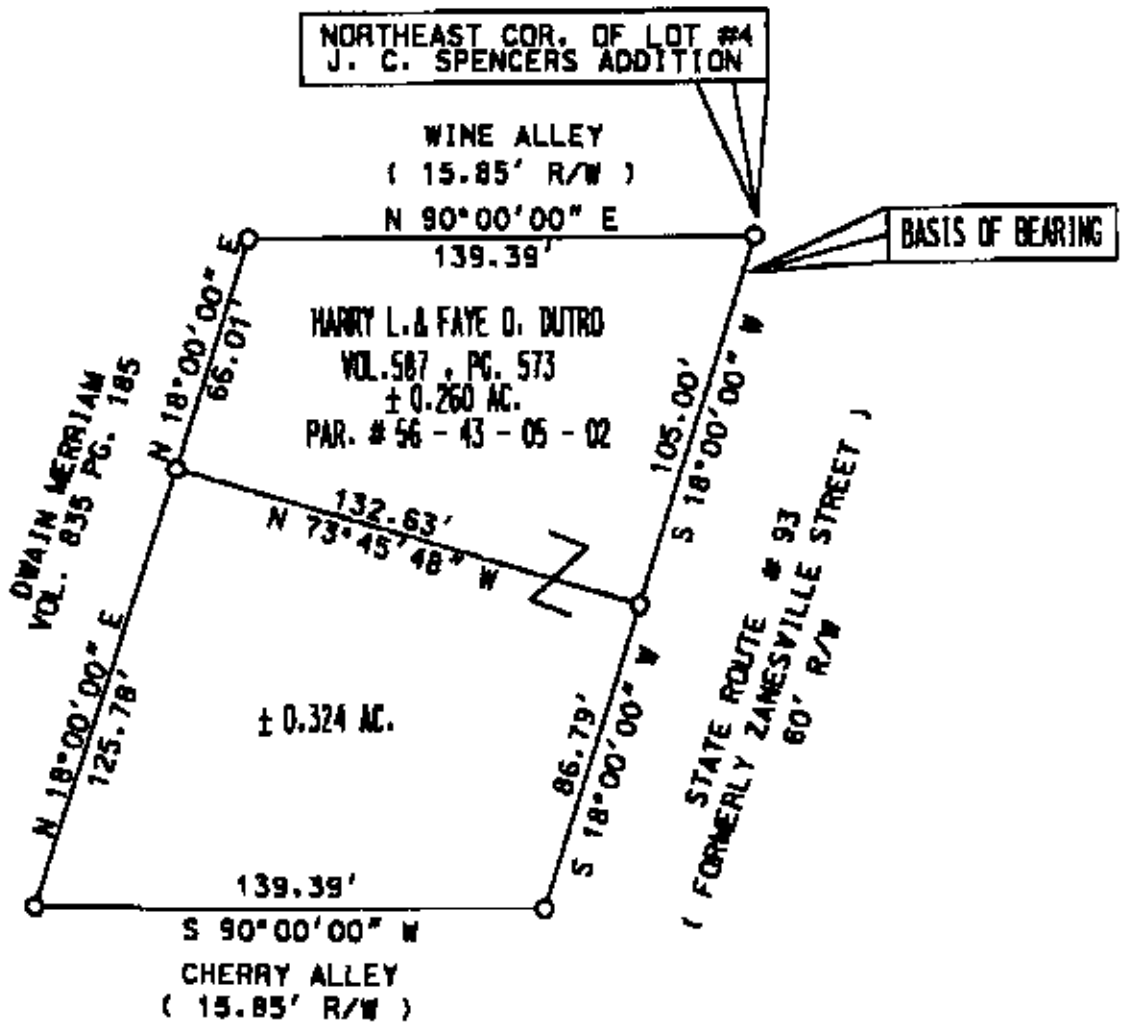 NORTHEAST COR. OF LOT #4
J. C. SPENCERS ADDITION
WINE ALLEY
( 15.85' R/W )
N 90°00'00" E
139.39'
BASIS OF BEARING
N 18°00'00" E
66.01'
HARRY L.& FAYE O. DUTRO
VOL.587 , PG. 573
± 0.260 AC.
PAR. # 56 - 43 - 05 - 02
105.00'
S 18°00'00" W
DWAIN MERRIAM
VOL. 835 PG. 185
132.63'
N 73°45'48" W
STATE ROUTE # 93
( FORMERLY ZANESVILLE STREET )
60' R/W
N 18°00'00" E
125.78'
± 0.324 AC.
86.79'
S 18°00'00" W
139.39'
S 90°00'00" W
CHERRY ALLEY
( 15.85' R/W )